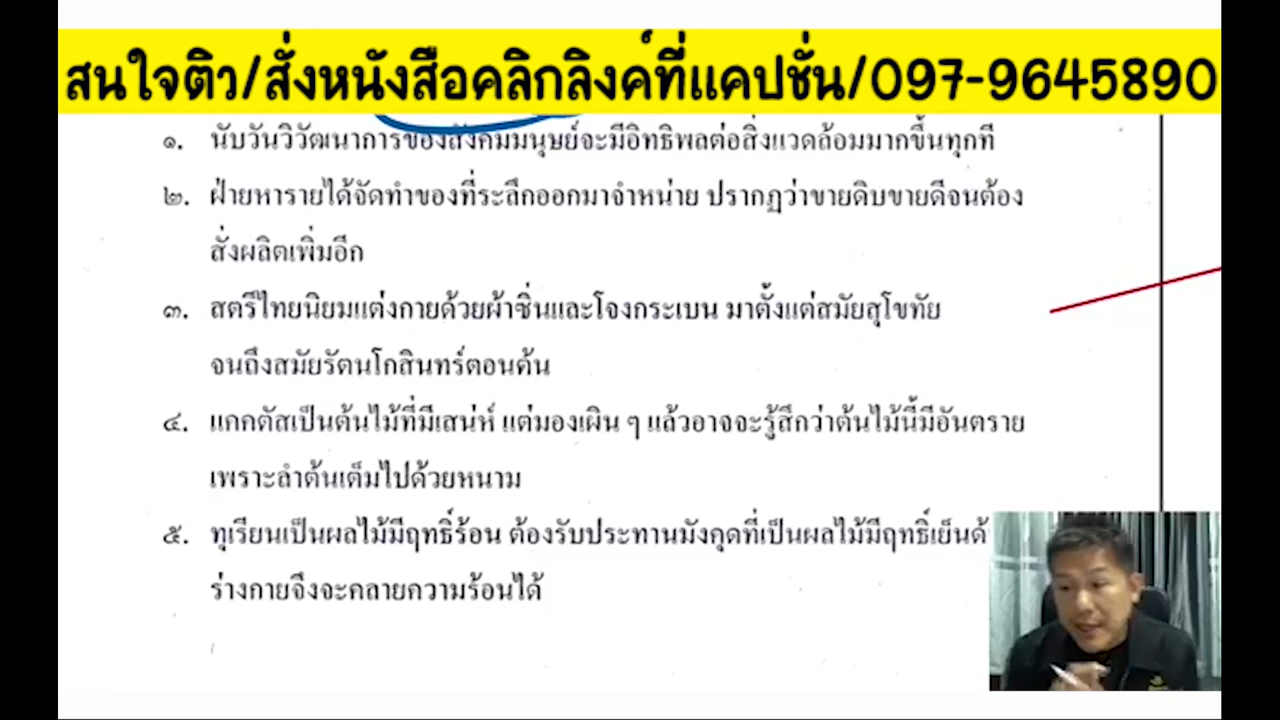 สนใจติว/สั่งหนังสือคลิกลิงค์ที่แคปชั่น/097-9645890
๑. นับวันวิวัฒนาการของสังคมมนุษย์จะมีอิทธิพลต่อสิ่งแวดล้อมมากขึ้นทุกที
๒. ฝ่ายหารายได้จัดทำของที่ระลึกออกมาจำหน่าย ปรากฏว่าขายดิบขายดีจนต้อง
สั่งผลิตเพิ่มอีก
๓. สตรีไทยนิยมแต่งกายด้วยผ้าซิ่นและโจงกระเบน มาตั้งแต่สมัยสุโขทัย
จนถึงสมัยรัตนโกสินทร์ตอนต้น
๔. แคคตัสเป็นต้นไม้ที่มีเสน่ห์ แต่มองเผิน ๆ แล้วอาจจะรู้สึกว่าต้นไม้นี้มีอันตราย
เพราะลำต้นเต็มไปด้วยหนาม
๕. ทุเรียนเป็นผลไม้มีฤทธิ์ร้อน ต้องรับประทานมังคุดที่เป็นผลไม้มีฤทธิ์เย็น
ร่างกายจึงจะคลายความร้อนได้